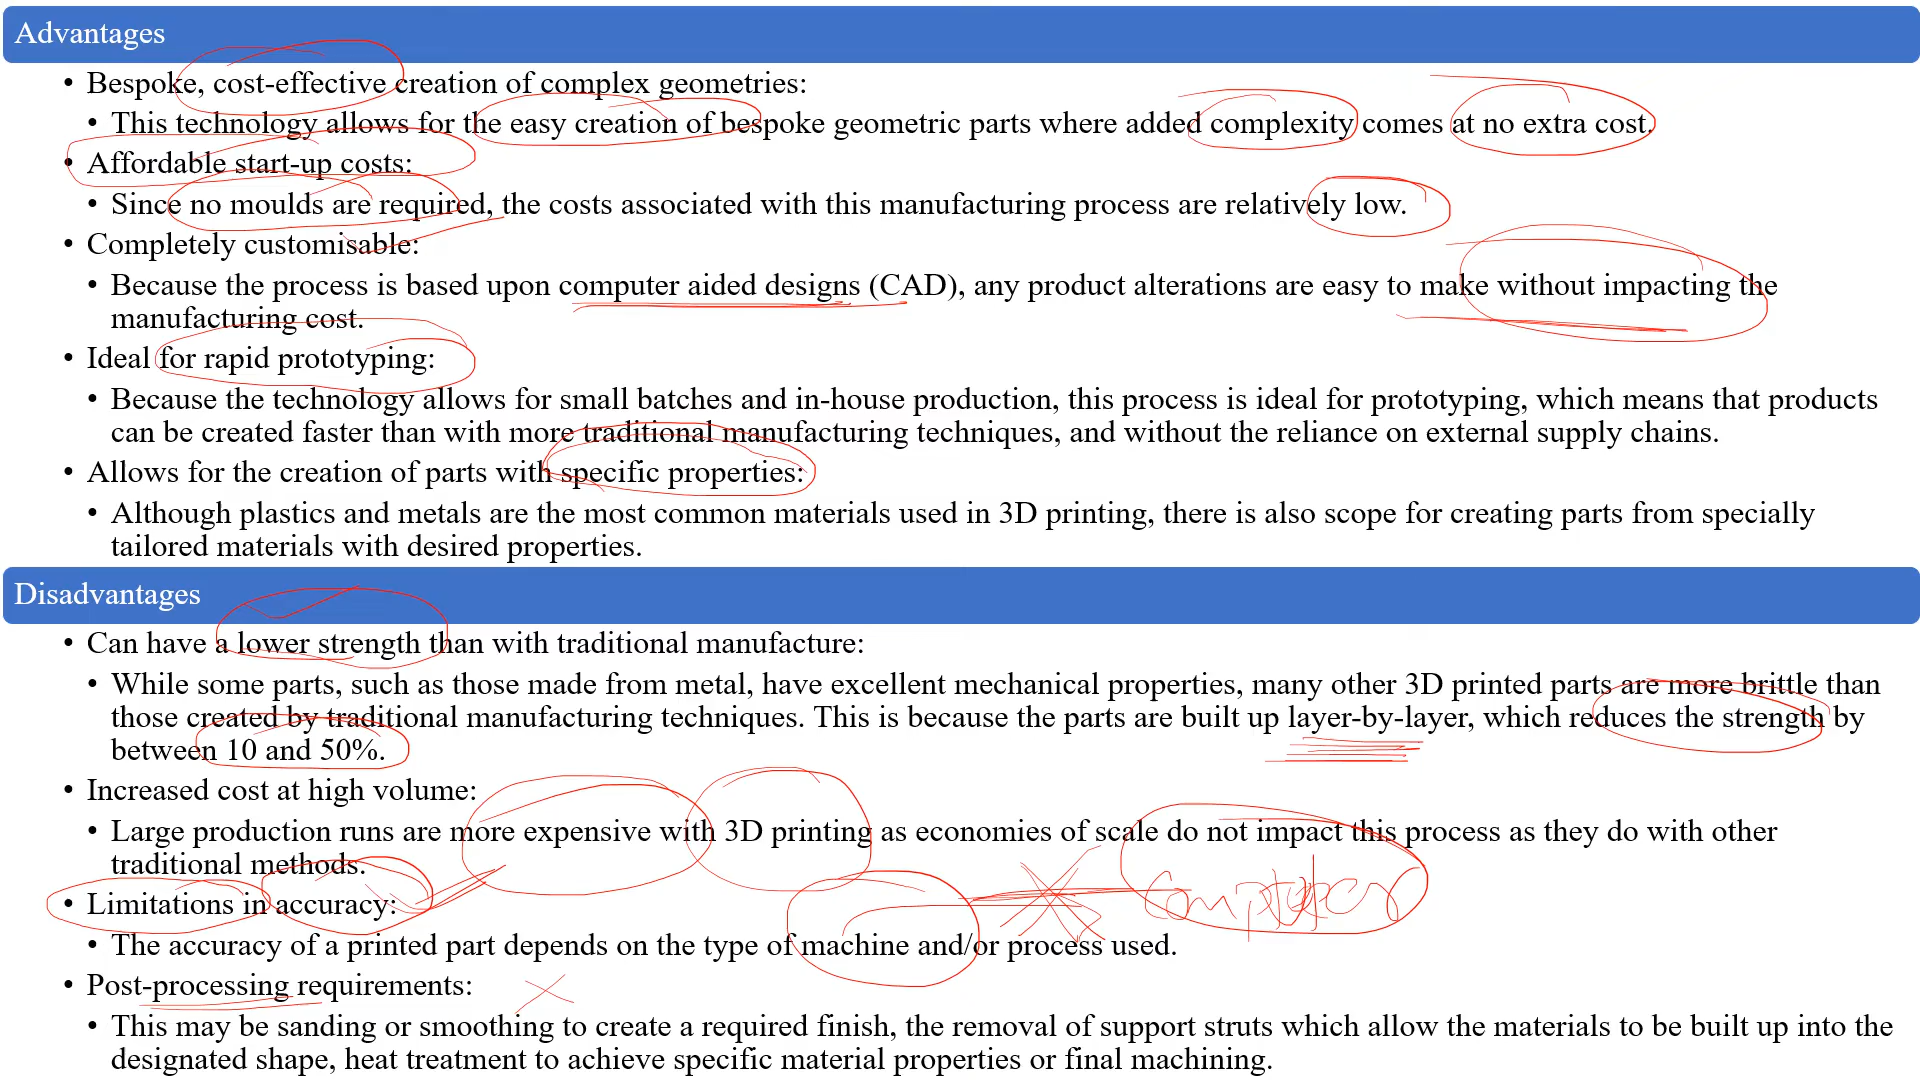 Advantages
• Bespoke, cost-effective creation of complex geometries:
• This technology allows for the easy creation of bespoke geometric parts where added complexity comes at no extra cost.
• Affordable start-up costs:
• Since no moulds are required, the costs associated with this manufacturing process are relatively low.
• Completely customisable:
• Because the process is based upon computer aided designs (CAD), any product alterations are easy to make without impacting the
manufacturing cost.
• Ideal for rapid prototyping:
• Because the technology allows for small batches and in-house production, this process is ideal for prototyping, which means that products
can be created faster than with more traditional manufacturing techniques, and without the reliance on external supply chains.
• Allows for the creation of parts with specific properties:
• Although plastics and metals are the most common materials used in 3D printing, there is also scope for creating parts from specially
tailored materials with desired properties.
Disadvantages
• Can have a lower strength than with traditional manufacture:
• While some parts, such as those made from metal, have excellent mechanical properties, many other 3D printed parts are more brittle than
those created by traditional manufacturing techniques. This is because the parts are built up layer-by-layer, which reduces the strength by
between 10 and 50%.
• Increased cost at high volume:
• Large production runs are more expensive with 3D printing as economies of scale do not impact this process as they do with other
traditional methods.
• Limitations in accuracy:
• The accuracy of a printed part depends on the type of machine and/or process used.
• Post-processing requirements:
• This may be sanding or smoothing to create a required finish, the removal of support struts which allow the materials to be built up into the
designated shape, heat treatment to achieve specific material properties or final machining.